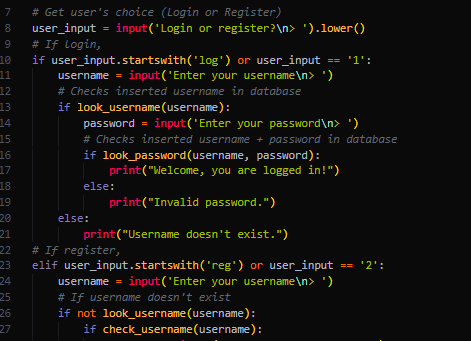 7 # Get user's choice (Login or Register)
8 user_input = input('Login or register?\n> ').lower()
9 # If login,
10 if user_input.startswith('log') or user_input == '1':
11 username = input('Enter your username\n> ')
12 # Checks inserted username in database
13 if look_username(username):
14 password = input('Enter your password\n> ')
15 # Checks inserted username + password in database
16 if look_password(username, password):
17 print("Welcome, you are logged in!")
18 else:
19 print("Invalid password.")
20 else:
21 print("Username doesn't exist.")
22 # If register,
23 elif user_input.startswith('reg') or user_input == '2':
24 username = input('Enter your username\n> ')
25 # If username doesn't exist
26 if not look_username(username):
27 if check_username(username):